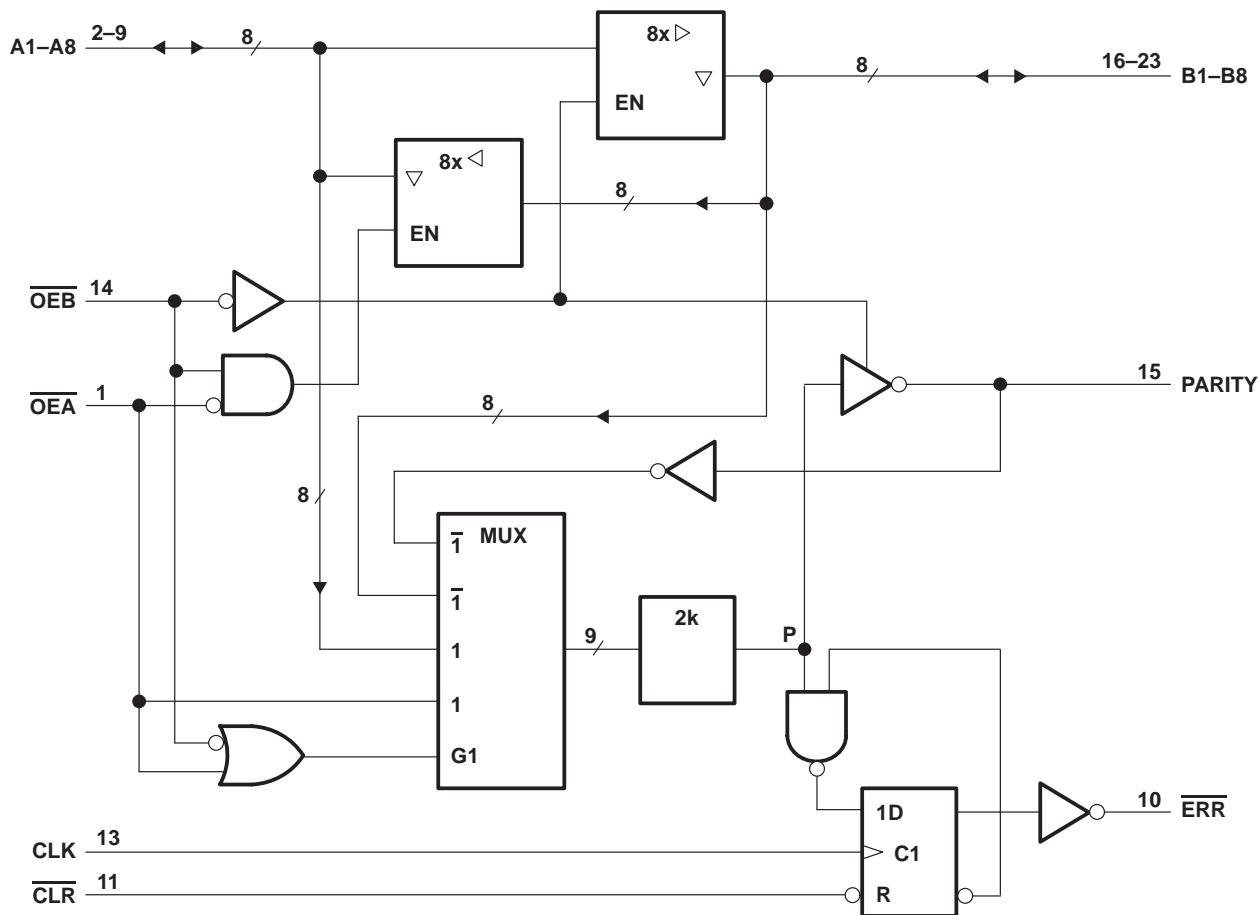 8x
A1–A8 2–9 8
8 16–23 B1–B8
EN
8x
8
EN
OEB 14
OEA 1
15 PARITY
8
8
MUX
1
1
1
1
G1
9
2k
P
1D
C1
R
10 ERR
CLK 13
CLR 11